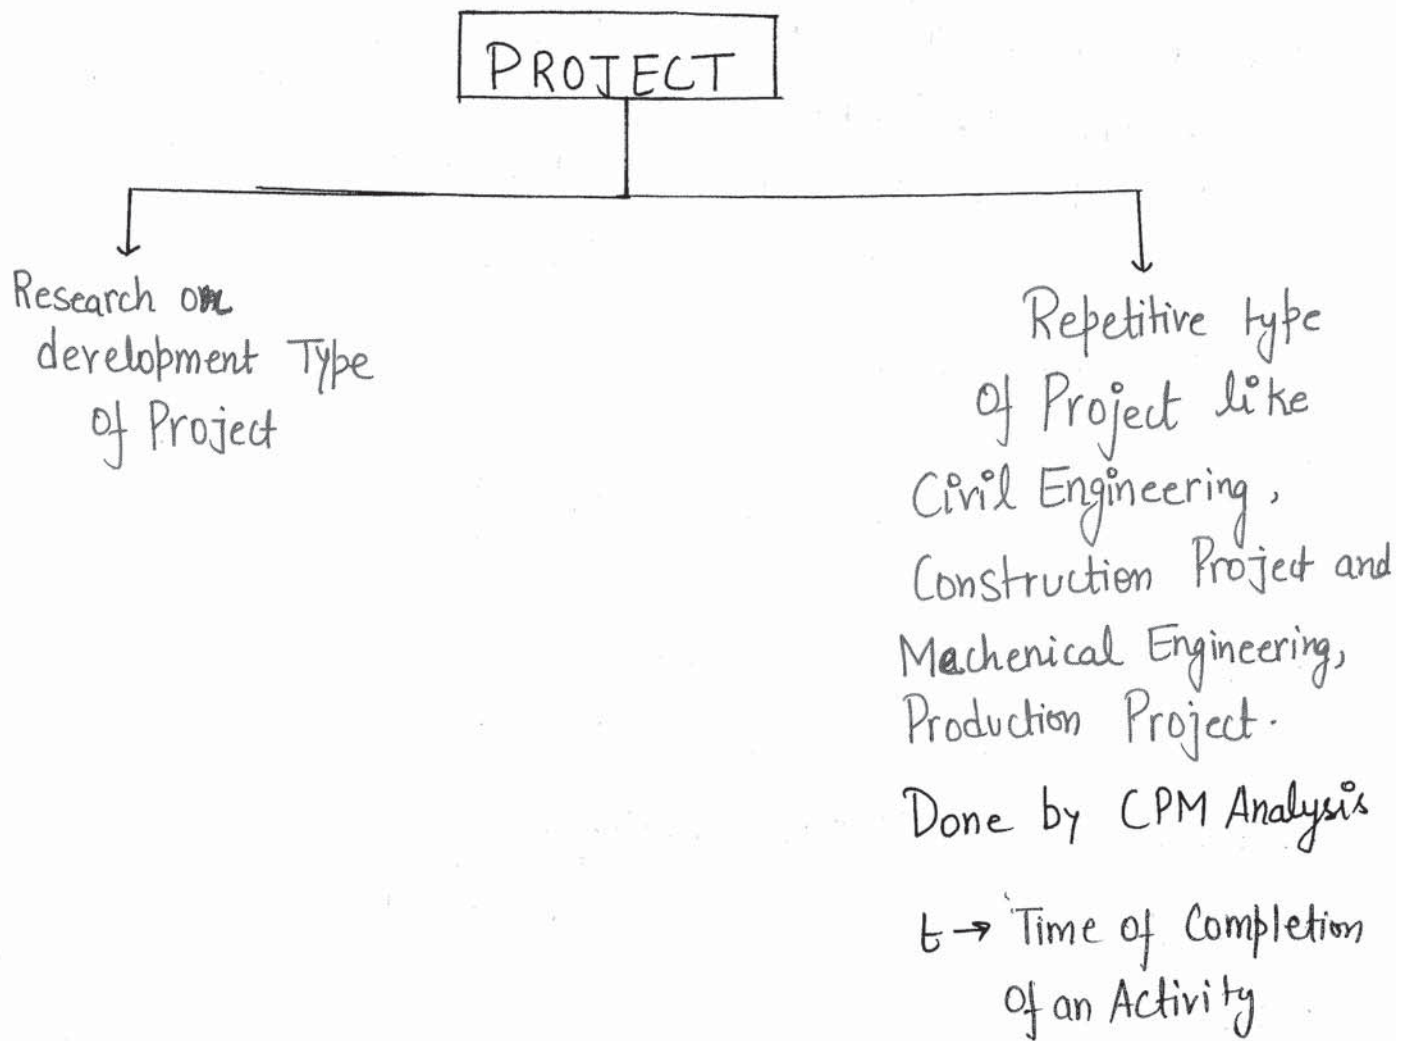 PROJECT
Research on
development Type
of Project
Repetitive type
of Project like
Civil Engineering,
Construction Project and
Mechenical Engineering,
Production Project.
Done by CPM Analysis
t → Time of Completion
of an Activity